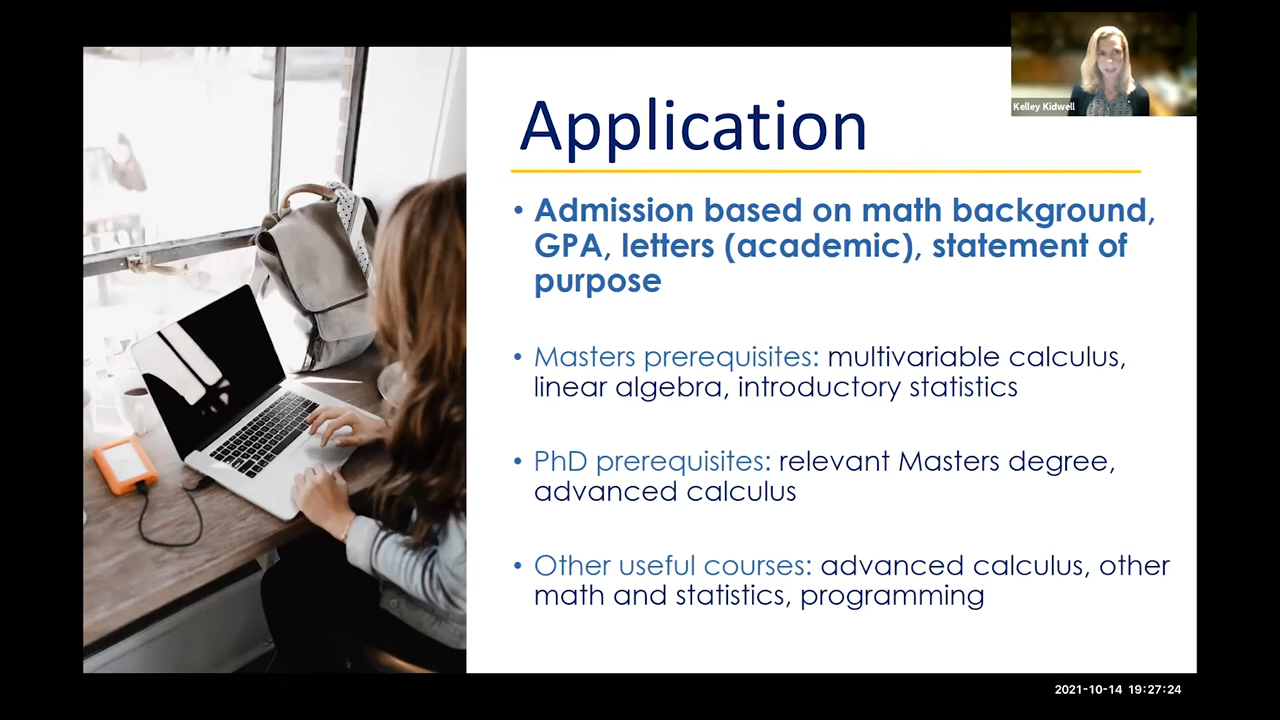 Kelley Kidwell
Application
• Admission based on math background,
GPA, letters (academic), statement of
purpose
• Masters prerequisites: multivariable calculus,
linear algebra, introductory statistics
• PhD prerequisites: relevant Masters degree,
advanced calculus
• Other useful courses: advanced calculus, other
math and statistics, programming
2021-10-14 19:27:24